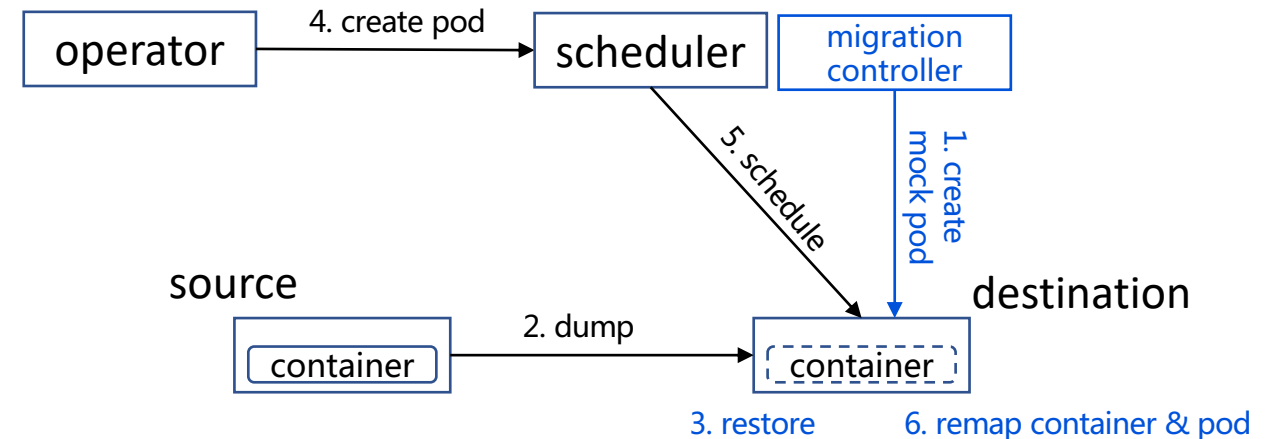 4. create pod
operator
scheduler
migration
controller
1. create
mock pod
5. schedule
source
destination
2. dump
container
container
3. restore
6. remap container & pod